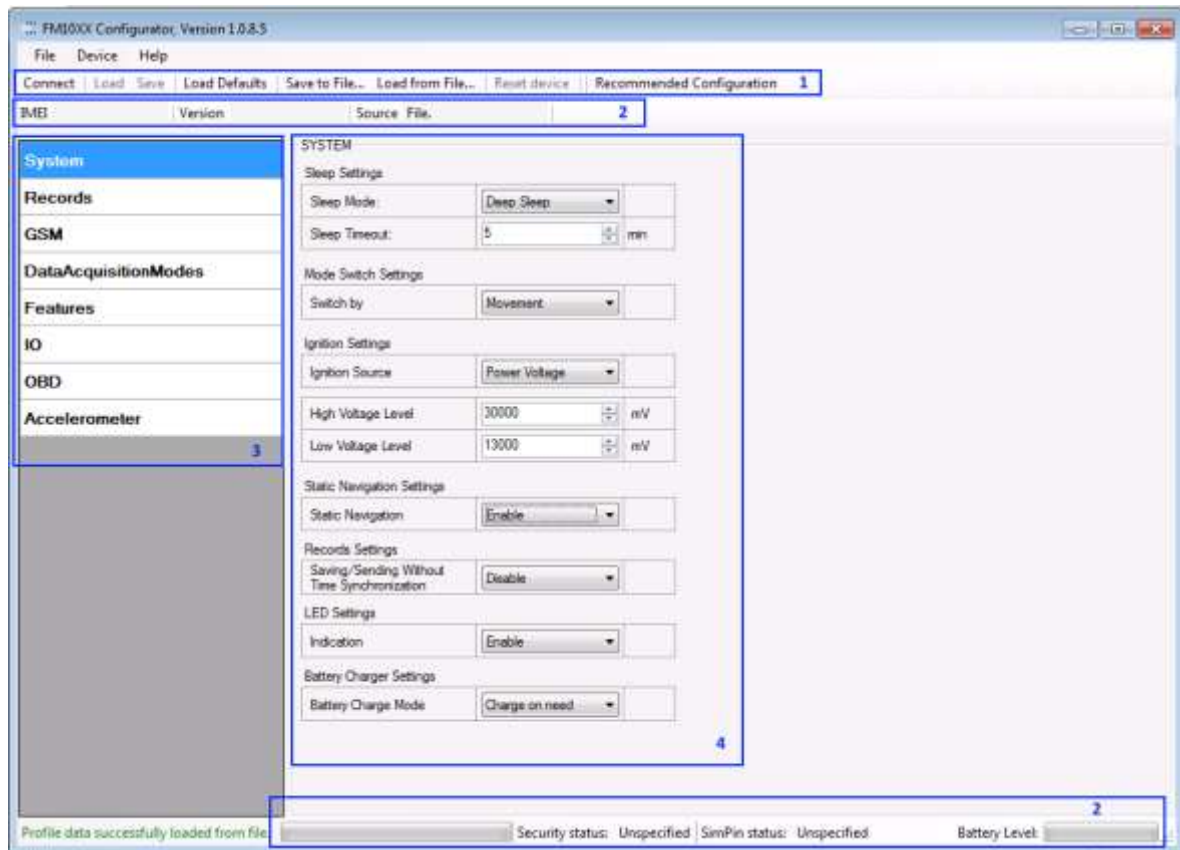 FM10XX Configurator, Version 1.0.8.5
File Device Help
Connect Load Save Load Defaults Save to File... Load from File... Reset device Recommended Configuration 1
IMEI Version Source File. 2
System
Records
GSM
DataAcquisitionModes
Features
IO
OBD
Accelerometer
3
SYSTEM
Sleep Settings
Sleep Mode: Deep Sleep
Sleep Timeout: 5 min
Mode Switch Settings
Switch by Movement
Ignition Settings
Ignition Source Power Voltage
High Voltage Level 30000 mV
Low Voltage Level 13000 mV
Static Navigation Settings
Static Navigation Enable
Records Settings
Saving/Sending Without
Time Synchronization Disable
LED Settings
Indication Enable
Battery Charger Settings
Battery Charge Mode Charge on need
4
2
Profile data successfully loaded from file. Security status: Unspecified SimPin status: Unspecified Battery Level: